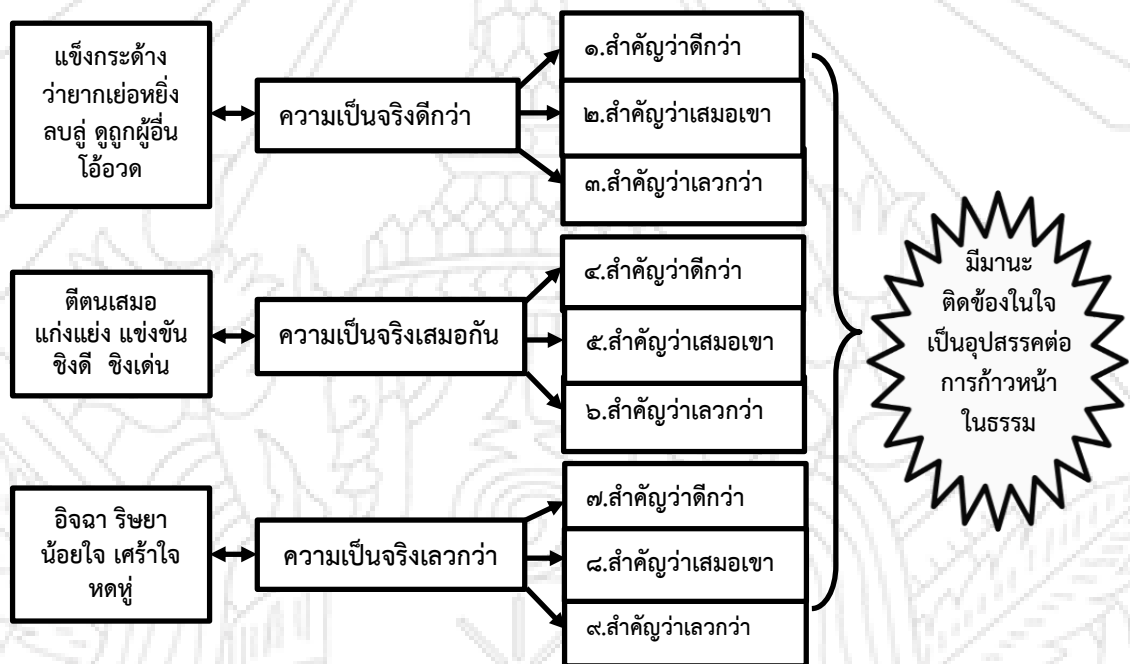 แข็งกระด้าง
ว่ายากเย่อหยิ่ง
ลบลู่ ดูถูกผู้อื่น
โอ้อวด
ความเป็นจริงดีกว่า
๑.สำคัญว่าดีกว่า
๒.สำคัญว่าเสมอเขา
๓.สำคัญว่าเลวกว่า
ตีตนเสมอ
แก่งแย่ง แข่งขัน
ชิงดี ชิงเด่น
ความเป็นจริงเสมอกัน
๔.สำคัญว่าดีกว่า
๕.สำคัญว่าเสมอเขา
๖.สำคัญว่าเลวกว่า
อิจฉา ริษยา
น้อยใจ เศร้าใจ
หดหู่
ความเป็นจริงเลวกว่า
๗.สำคัญว่าดีกว่า
๘.สำคัญว่าเสมอเขา
๙.สำคัญว่าเลวกว่า
มีมานะ
ติดข้องในใจ
เป็นอุปสรรคต่อ
การก้าวหน้า
ในธรรม